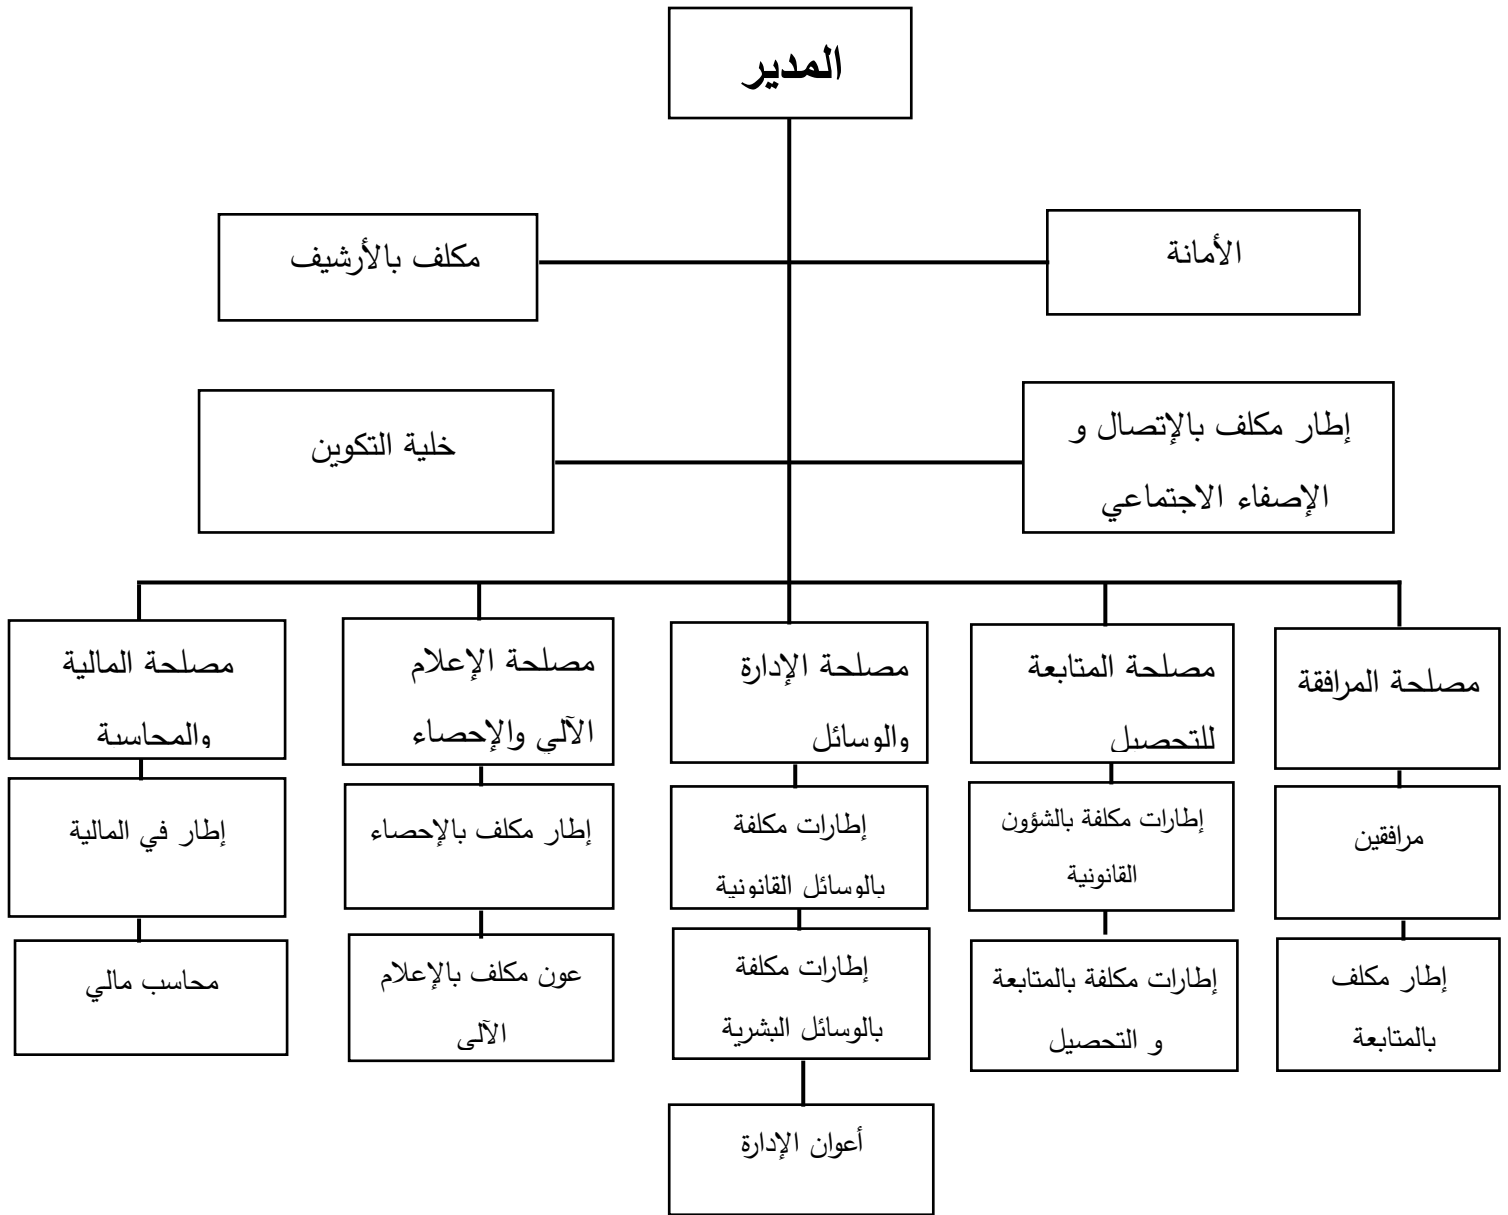 المدير
الأمانة
مكلف بالأرشيف
إطار مكلف بالإتصال و
الإصفاء الاجتماعي
خلية التكوين
مصلحة المرافقة
مصلحة المتابعة
للتحصيل
مصلحة الإدارة
والوسائل
مصلحة الإعلام
الآلي والإحصاء
مصلحة المالية
والمحاسبة
مرافقين
إطارات مكلفة بالشؤون
القانونية
إطارات مكلفة
بالوسائل القانونية
إطار مكلف بالإحصاء
إطار في المالية
إطار مكلف
بالمتابعة
إطارات مكلفة بالمتابعة
و التحصيل
إطارات مكلفة
بالوسائل البشرية
عون مكلف بالإعلام
الآلي
محاسب مالي
أعوان الإدارة